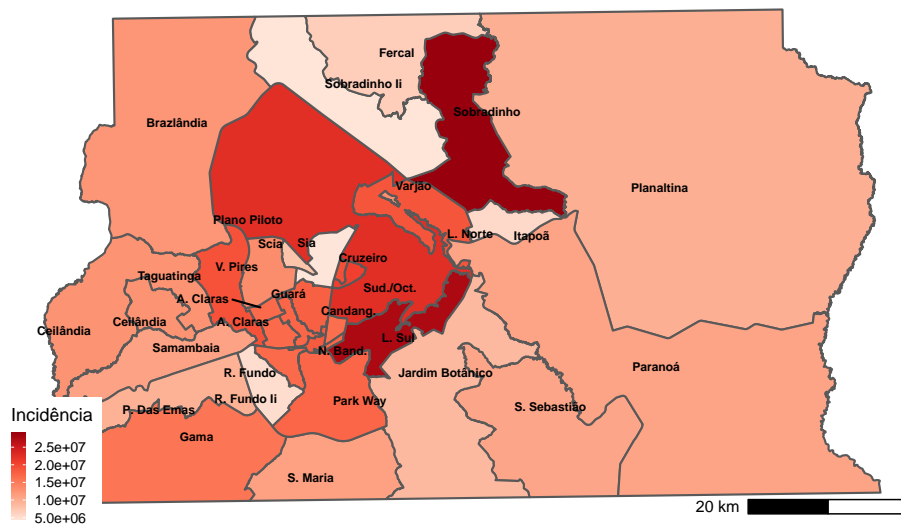 Fercal
Sobradinho Ii
Sobradinho
Brazlândia
Varjão
Planaltina
Plano Piloto
L. Norte
Itapoã
Scia
Sia
Cruzeiro
V. Pires
Taguatinga
Sud./Oct.
A. Claras
Guará
Candang.
Ceilândia
Ceilândia
A. Claras
L. Sul
Samambaia
N. Band.
R. Fundo
Jardim Botânico
Paranoá
R. Fundo Ii
Park Way
P. Das Emas
S. Sebastião
Gama
S. Maria
Incidência
2.5e+07
2.0e+07
1.5e+07
1.0e+07
5.0e+06
20 km